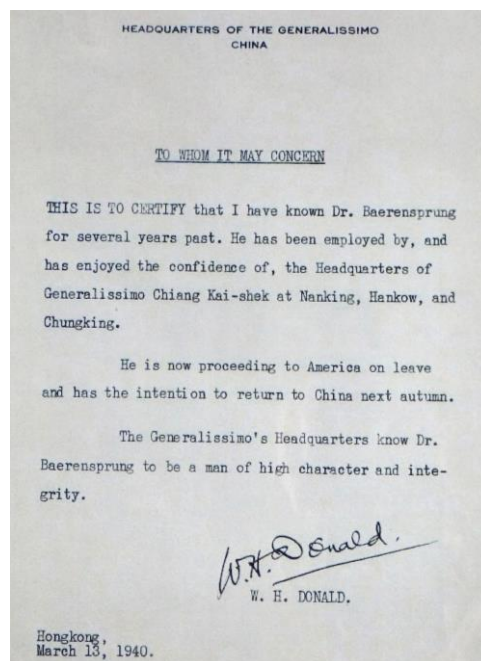 HEADQUARTERS OF THE GENERALISSIMO
CHINA
TO WHOM IT MAY CONCERN
THIS IS TO CERTIFY that I have known Dr. Baerensprung
for several years past. He has been employed by, and
has enjoyed the confidence of, the Headquarters of
Generalissimo Chiang Kai-shek at Nanking, Hankow, and
Chungking.
He is now proceeding to America on leave
and has the intention to return to China next autumn.
The Generalissimo's Headquarters know Dr.
Baerensprung to be a man of high character and inte-
grity.
W.H. Donald.
W. H. DONALD.
Hongkong,
March 13, 1940.